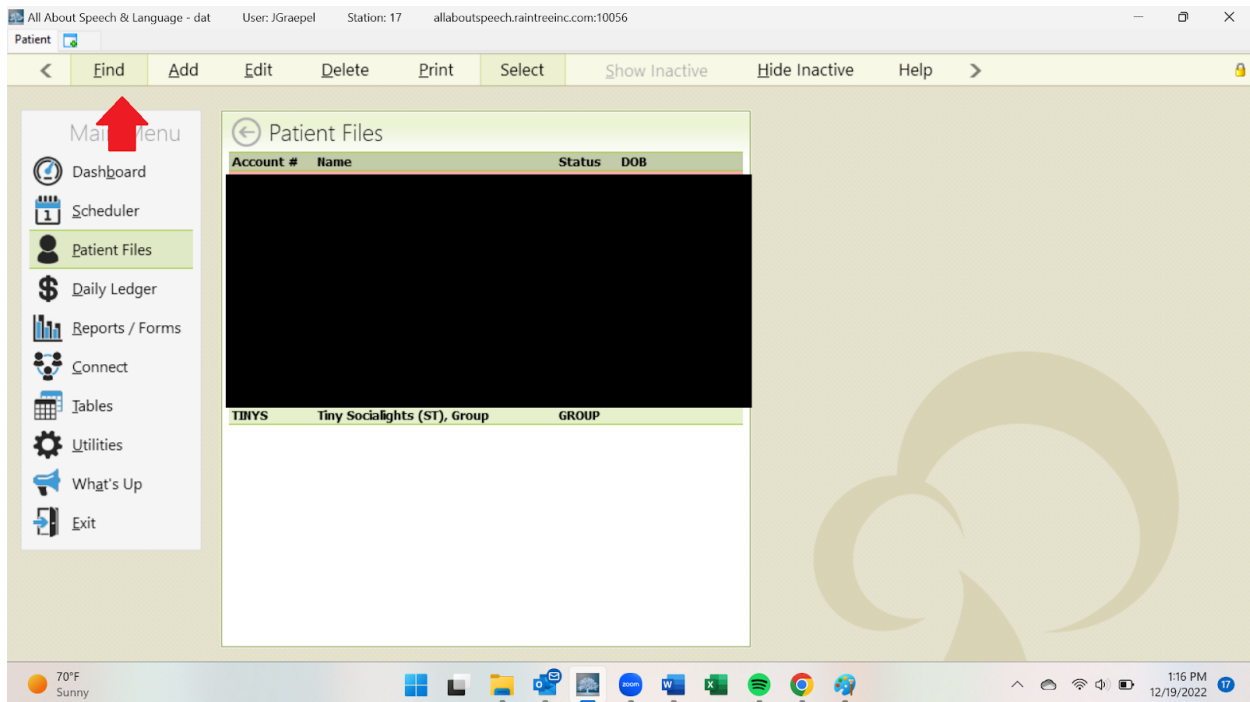 All About Speech & Language - dat User: JGraepel Station: 17 allaboutspeech.raintreeinc.com:10056
Patient
Find Add Edit Delete Print Select Show Inactive Hide Inactive Help
Main Menu
Dashboard
Scheduler
Patient Files
Daily Ledger
Reports / Forms
Connect
Tables
Utilities
What's Up
Exit
Patient Files
Account # Name Status DOB
TINYS Tiny Socialights (ST), Group GROUP
70°F
Sunny
zoom
1:16 PM
12/19/2022
17